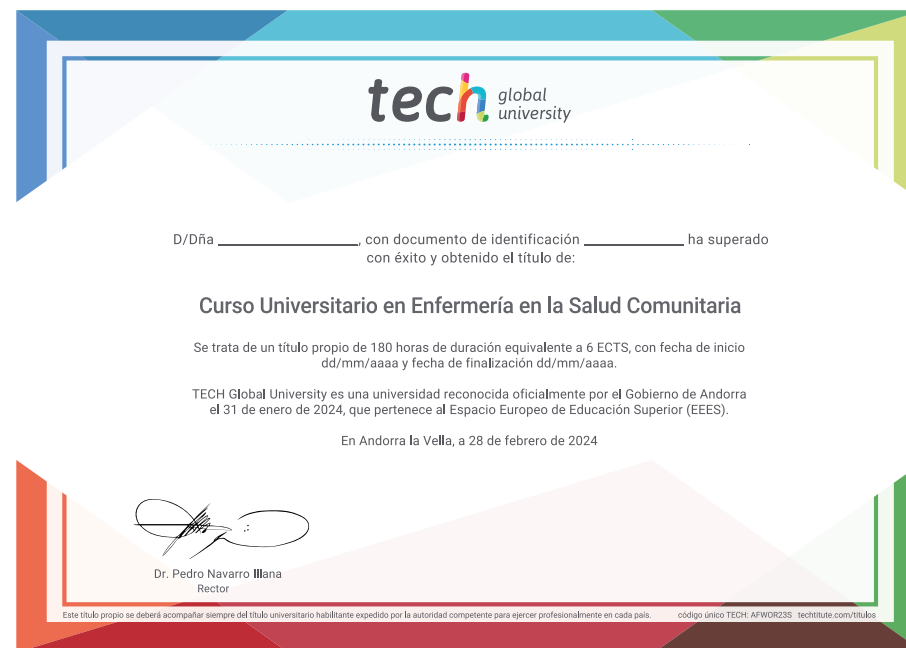 tech global university
D/Dña ____________________, con documento de identificación ______________ ha superado
con éxito y obtenido el título de:
Curso Universitario en Enfermería en la Salud Comunitaria
Se trata de un título propio de 180 horas de duración equivalente a 6 ECTS, con fecha de inicio
dd/mm/aaaa y fecha de finalización dd/mm/aaaa.
TECH Global University es una universidad reconocida oficialmente por el Gobierno de Andorra
el 31 de enero de 2024, que pertenece al Espacio Europeo de Educación Superior (EEES).
En Andorra la Vella, a 28 de febrero de 2024
Dr. Pedro Navarro Illana
Rector
Este título propio se deberá acompañar siempre del título universitario habilitante expedido por la autoridad competente para ejercer profesionalmente en cada país. código único TECH: AFWOR23S techtitute.com/titulos